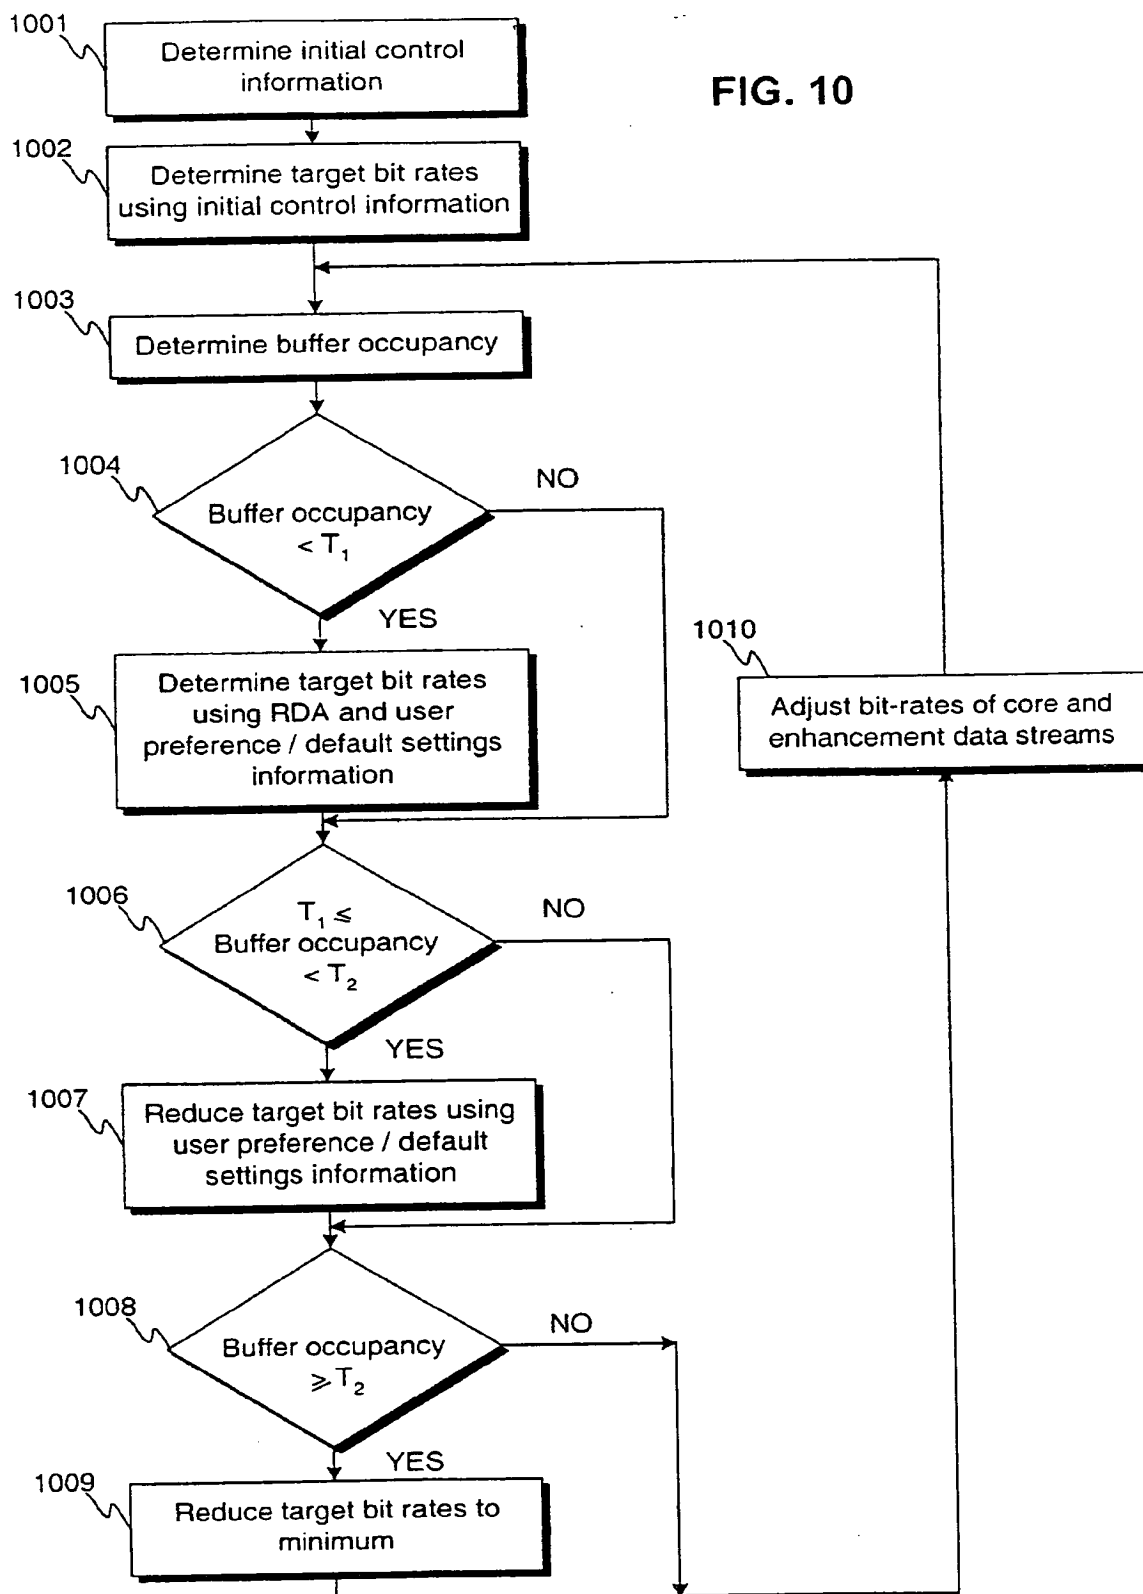 1001
Determine initial control
information
FIG. 10
1002
Determine target bit rates
using initial control information
1003
Determine buffer occupancy
1004
NO
Buffer occupancy
< T1
YES
1005
Determine target bit rates
using RDA and user
preference / default settings
information
1010
Adjust bit-rates of core and
enhancement data streams
1006
NO
T1 ≤
Buffer occupancy
< T2
YES
1007
Reduce target bit rates using
user preference / default
settings information
1008
NO
Buffer occupancy
≥ T2
YES
1009
Reduce target bit rates to
minimum